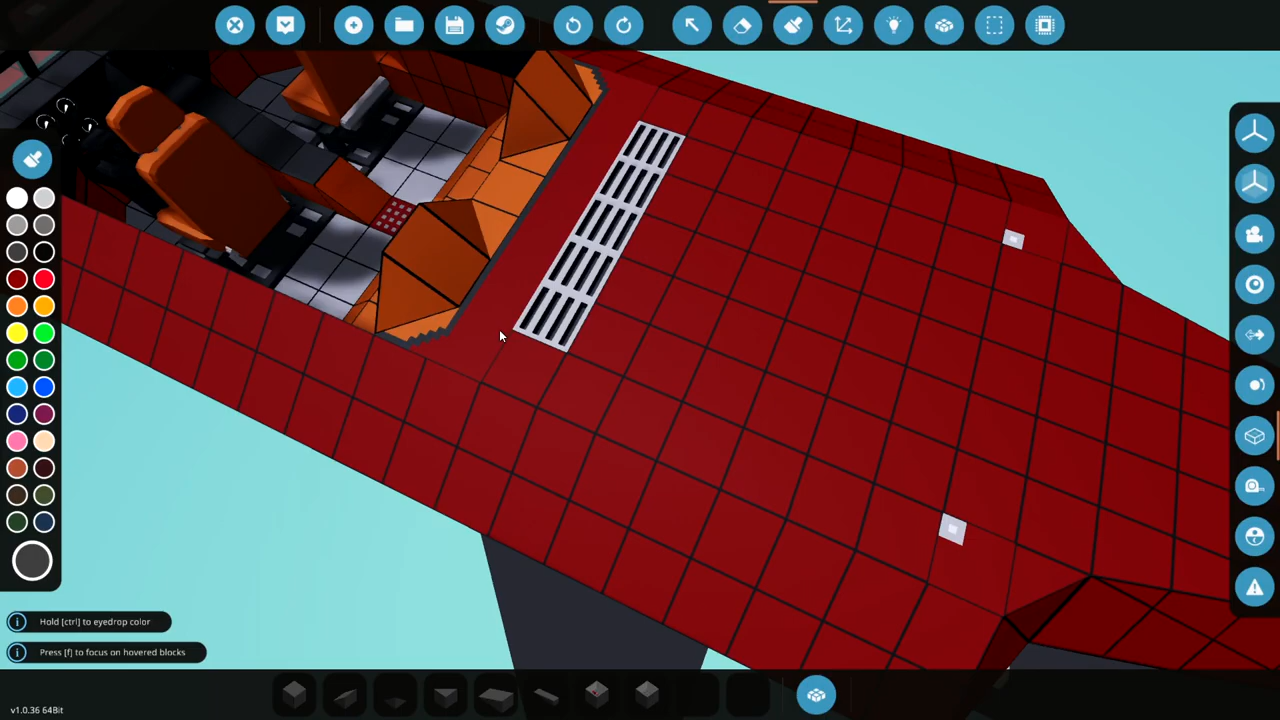 Hold [ctrl] to eyedrop color
Press [f] to focus on hovered blocks
v1.0.36 64Bit